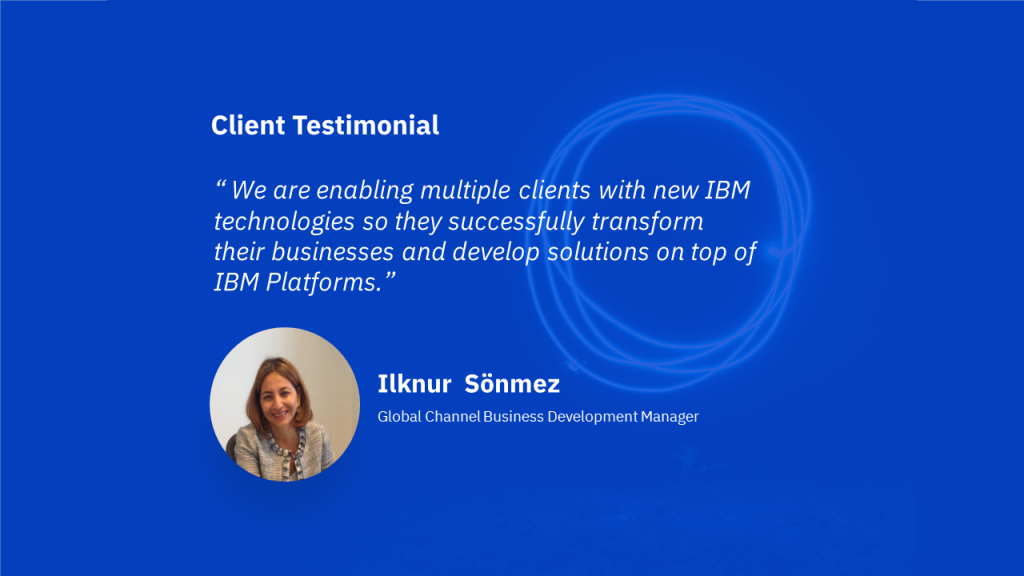 Client Testimonial
“ We are enabling multiple clients with new IBM
technologies so they successfully transform
their businesses and develop solutions on top of
IBM Platforms.”
Ilknur Sönmez
Global Channel Business Development Manager